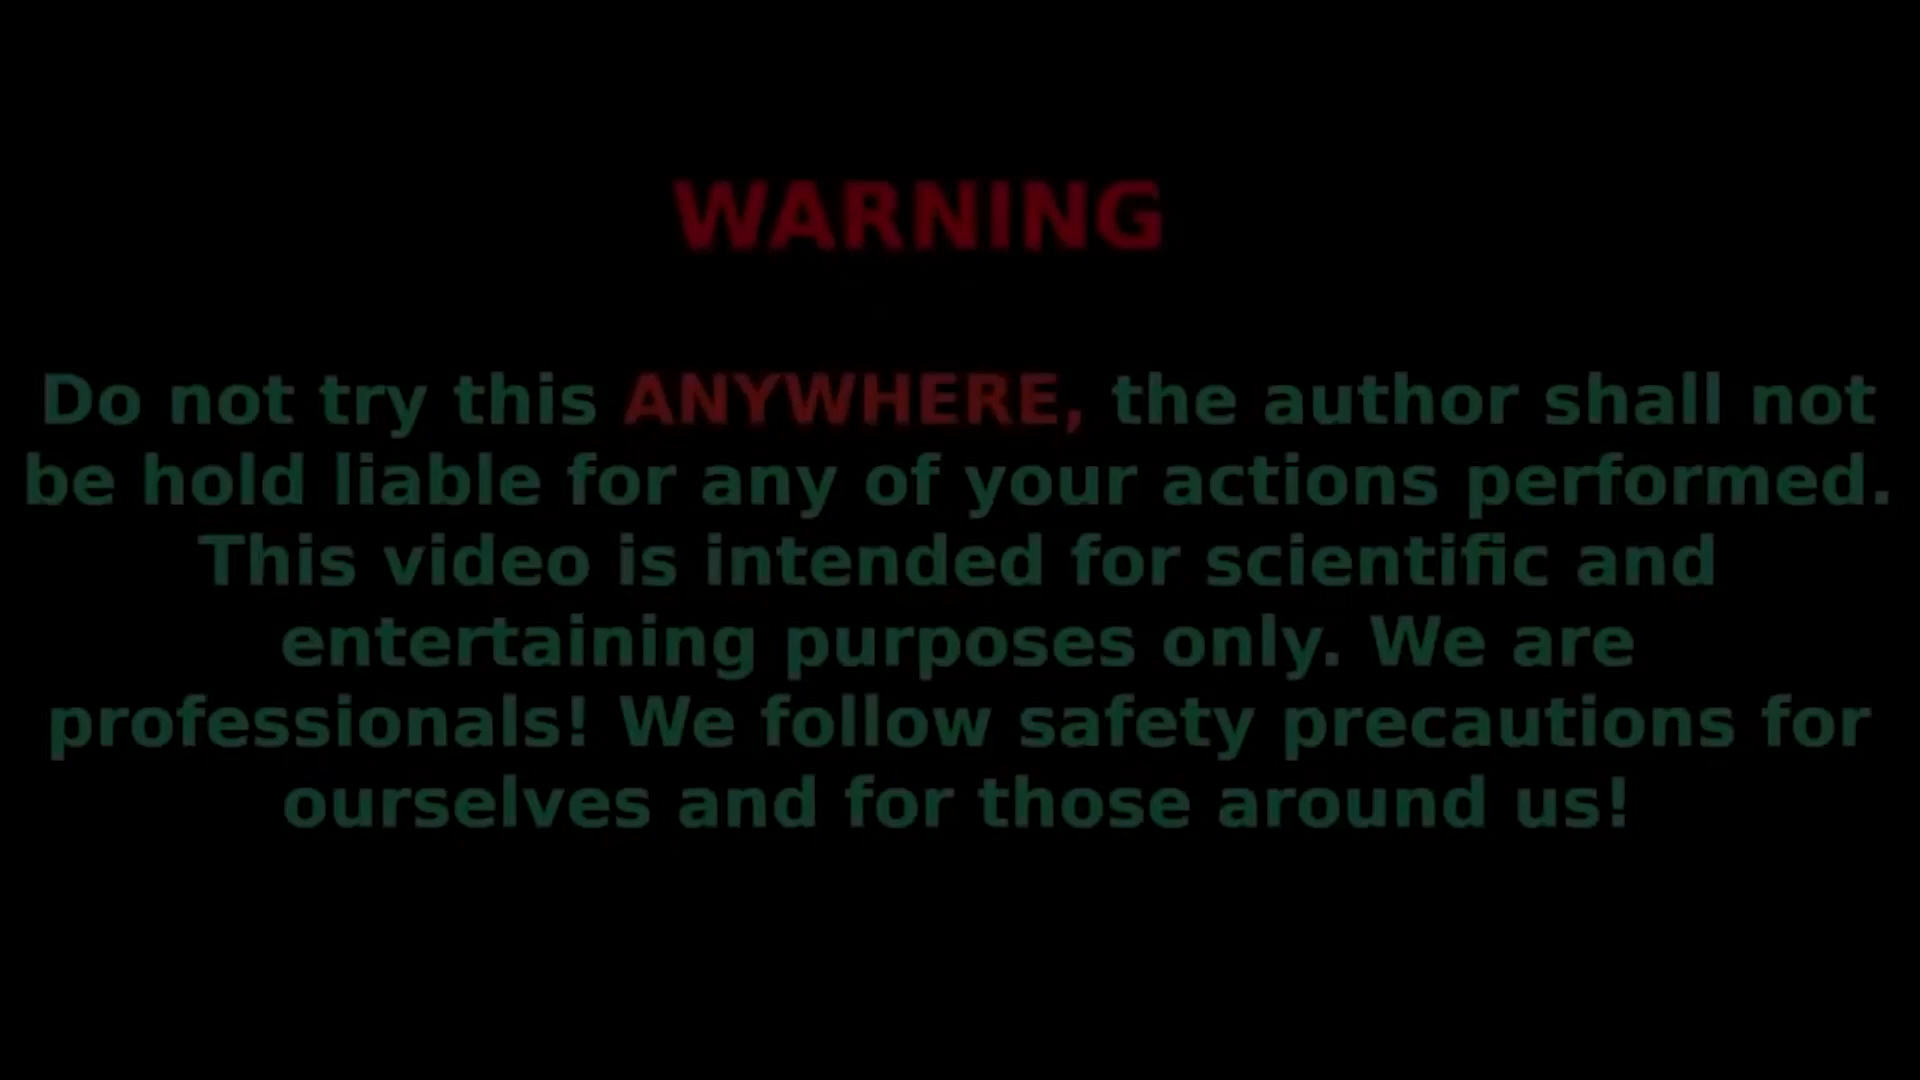 WARNING
Do not try this ANYWHERE, the author shall not
be hold liable for any of your actions performed.
This video is intended for scientific and
entertaining purposes only. We are
professionals! We follow safety precautions for
ourselves and for those around us!